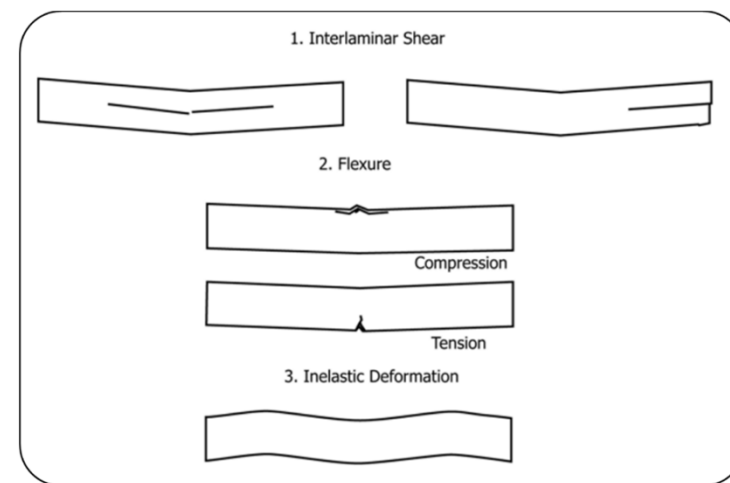 1. Interlaminar Shear
2. Flexure
Compression
Tension
3. Inelastic Deformation